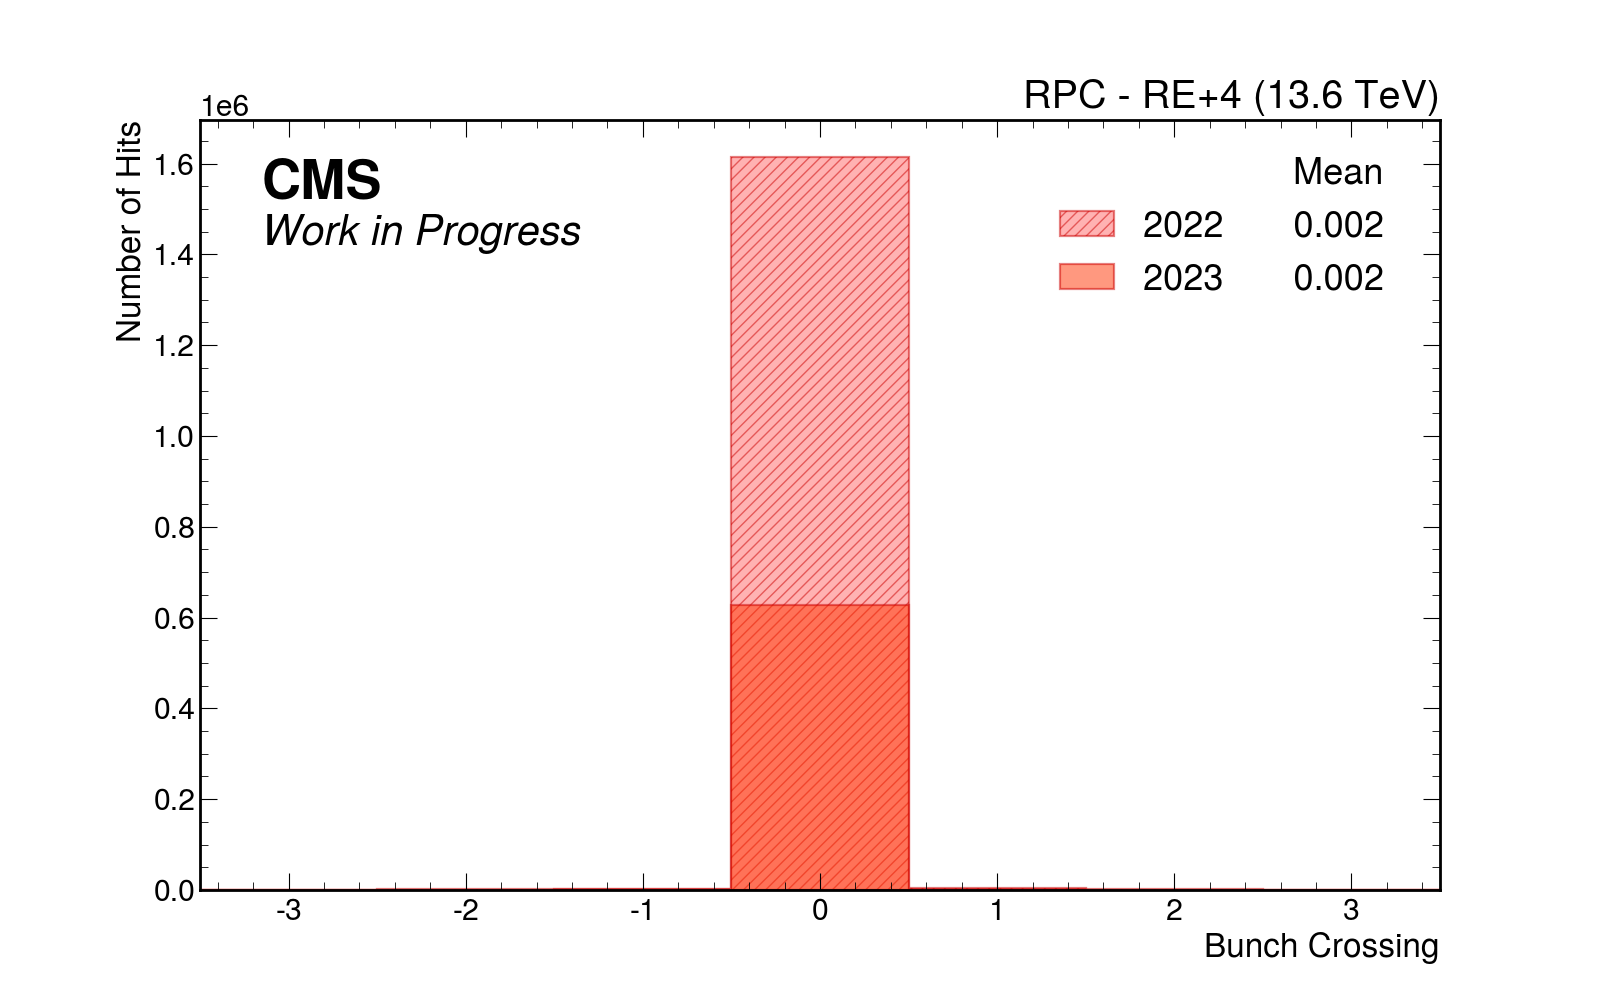 RPC - RE+4 (13.6 TeV)
1e6
Number of Hits
CMS
Work in Progress
Mean
2022 0.002
2023 0.002
1.6
1.4
1.2
1.0
0.8
0.6
0.4
0.2
0.0
-3 -2 -1 0 1 2 3
Bunch Crossing